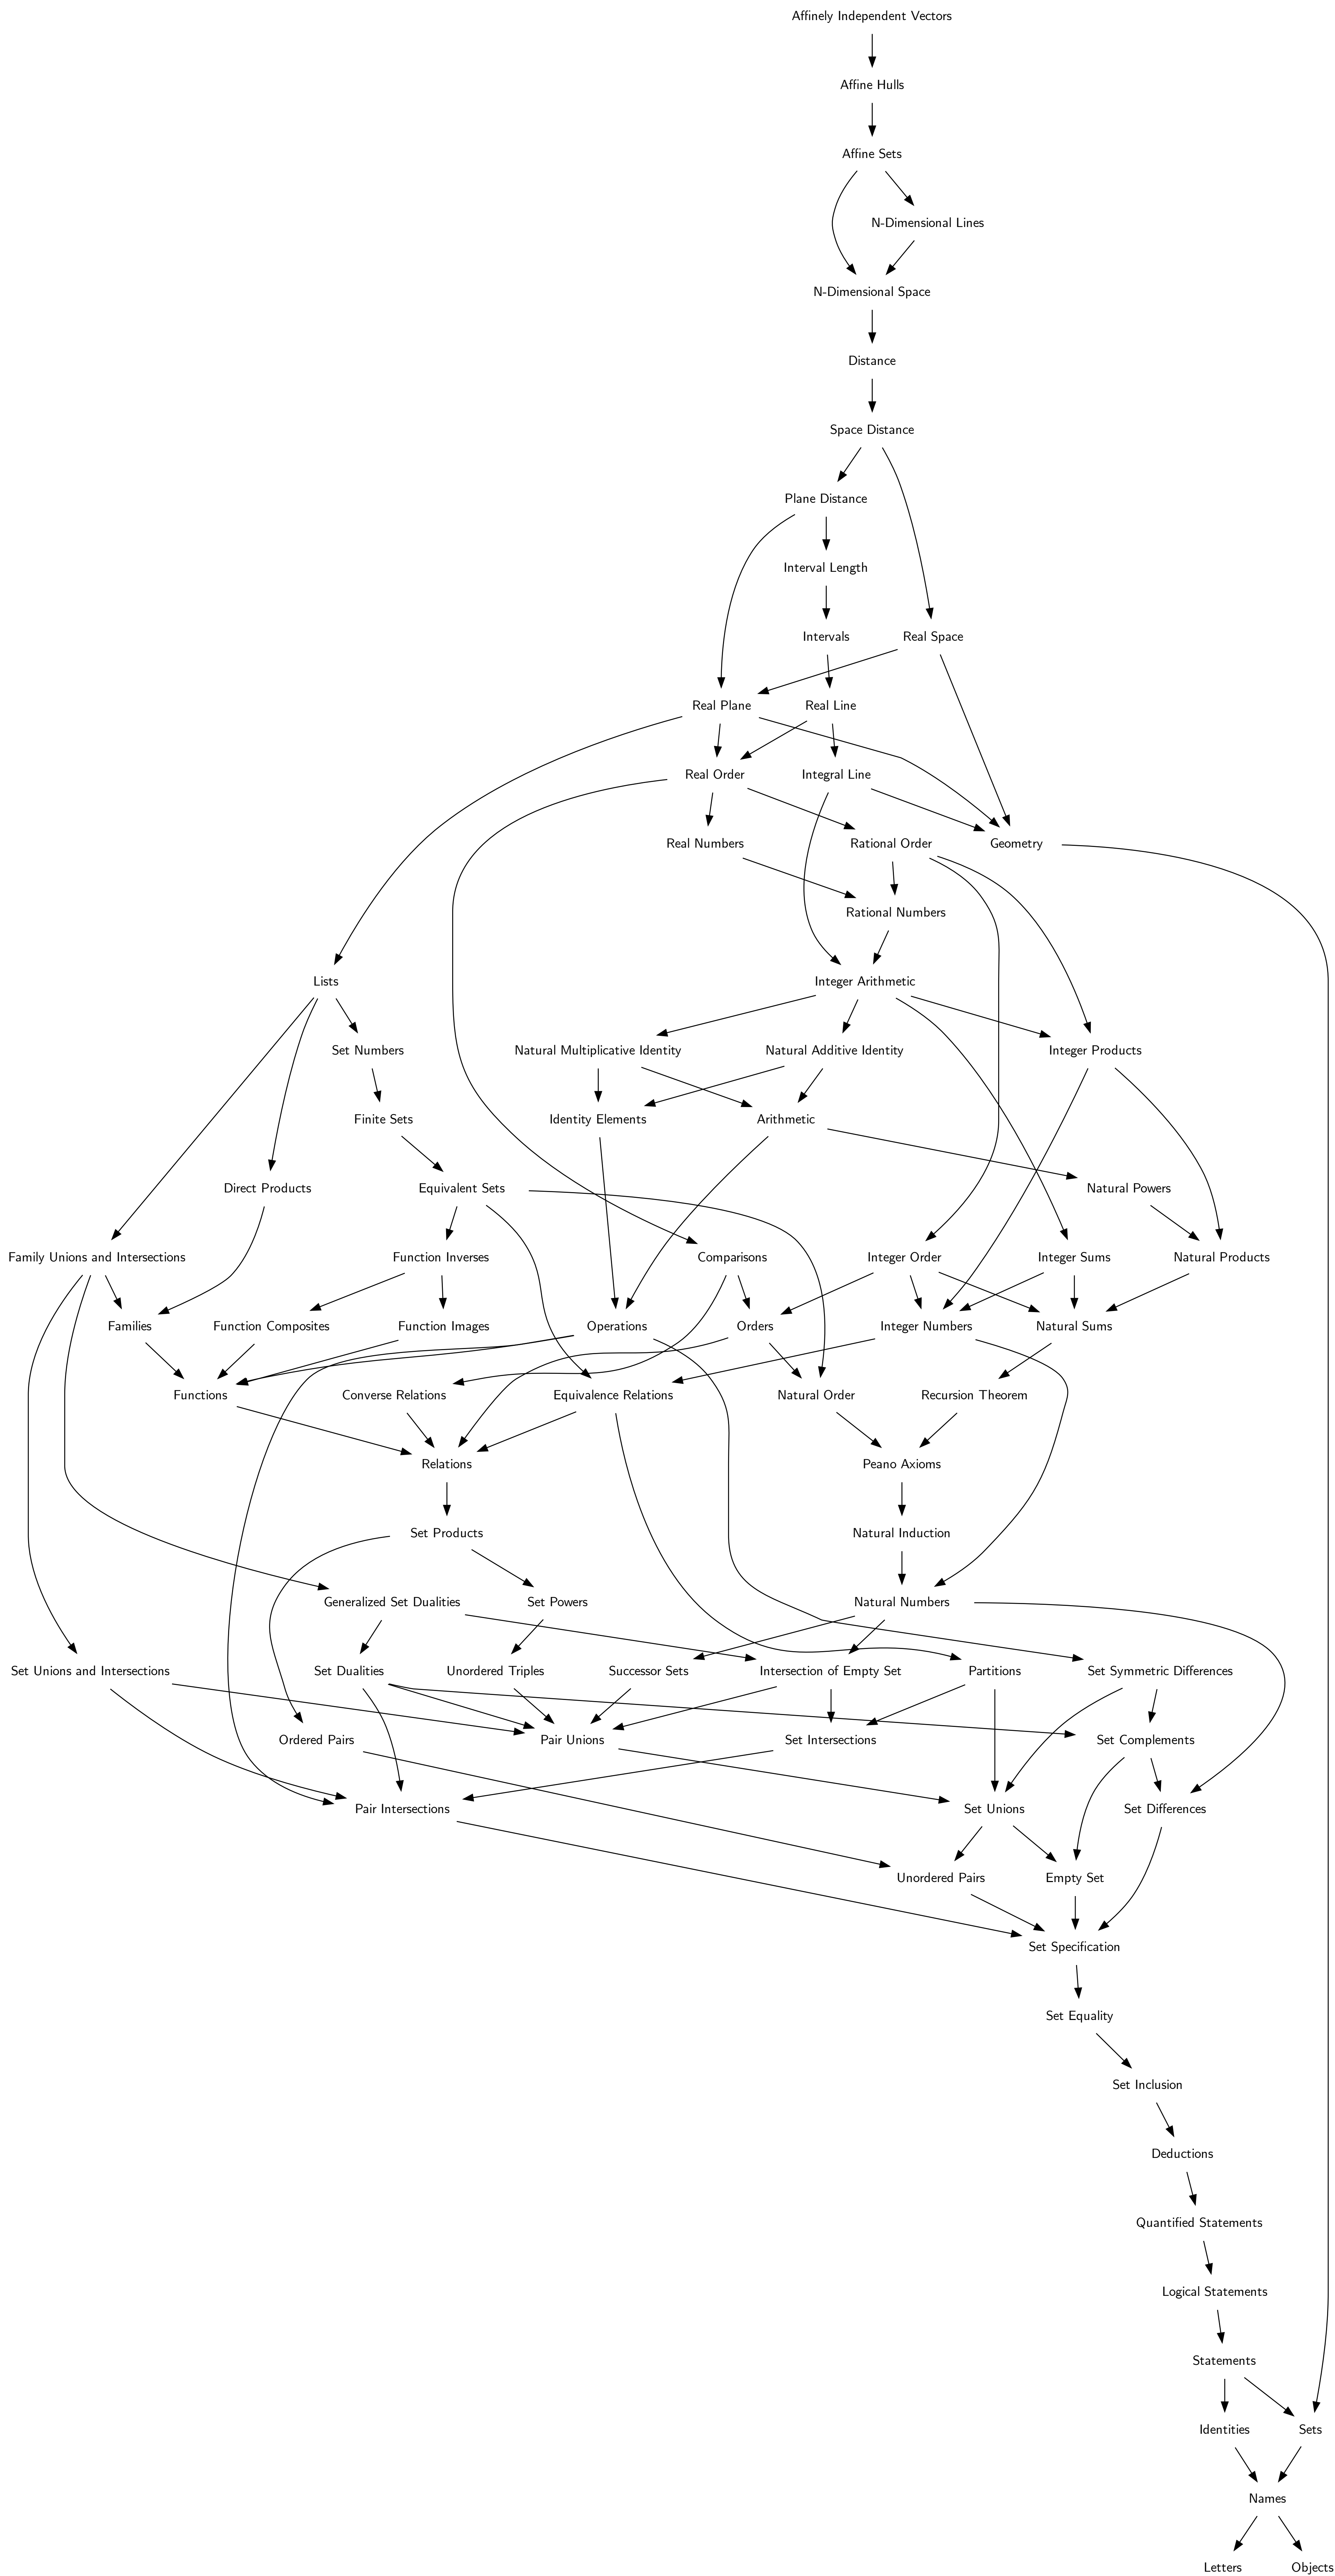 Affinely Independent Vectors
Affine Hulls
Affine Sets
N-Dimensional Lines
N-Dimensional Space
Distance
Space Distance
Plane Distance
Interval Length
Intervals
Real Space
Real Plane
Real Line
Real Order
Integral Line
Real Numbers
Rational Order
Geometry
Rational Numbers
Lists
Integer Arithmetic
Set Numbers
Natural Multiplicative Identity
Natural Additive Identity
Integer Products
Finite Sets
Identity Elements
Arithmetic
Direct Products
Equivalent Sets
Natural Powers
Family Unions and Intersections
Function Inverses
Comparisons
Integer Order
Integer Sums
Natural Products
Families
Function Composites
Function Images
Operations
Orders
Integer Numbers
Natural Sums
Functions
Converse Relations
Equivalence Relations
Natural Order
Recursion Theorem
Relations
Peano Axioms
Set Products
Natural Induction
Generalized Set Dualities
Set Powers
Natural Numbers
Set Unions and Intersections
Set Dualities
Unordered Triples
Successor Sets
Intersection of Empty Set
Partitions
Set Symmetric Differences
Ordered Pairs
Pair Unions
Set Intersections
Set Complements
Pair Intersections
Set Unions
Set Differences
Unordered Pairs
Empty Set
Set Specification
Set Equality
Set Inclusion
Deductions
Quantified Statements
Logical Statements
Statements
Identities
Sets
Names
Letters
Objects